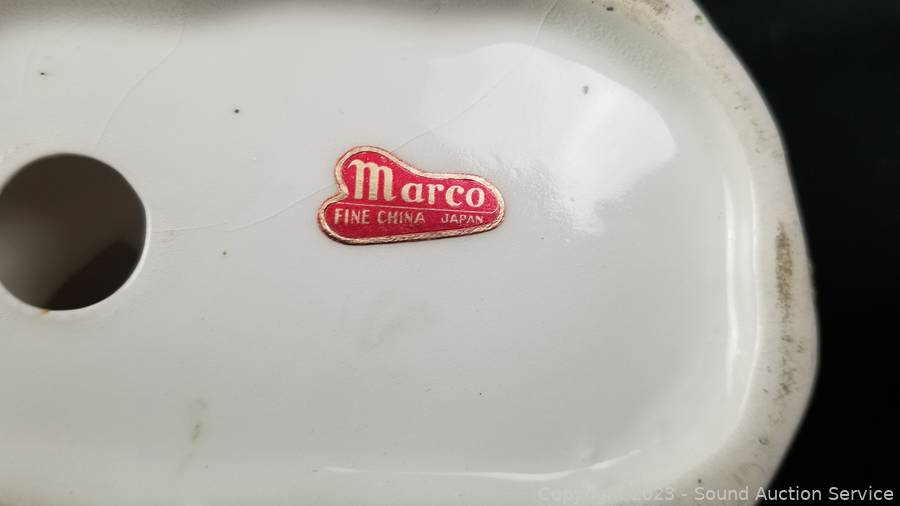 Marco
FINE CHINA JAPAN
Copyright 2023 - Sound Auction Service